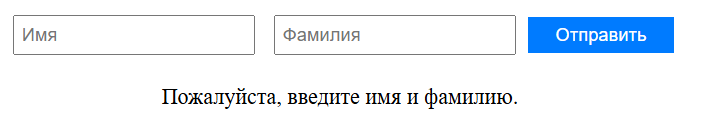 Имя Фамилия Отправить
Пожалуйста, введите имя и фамилию.